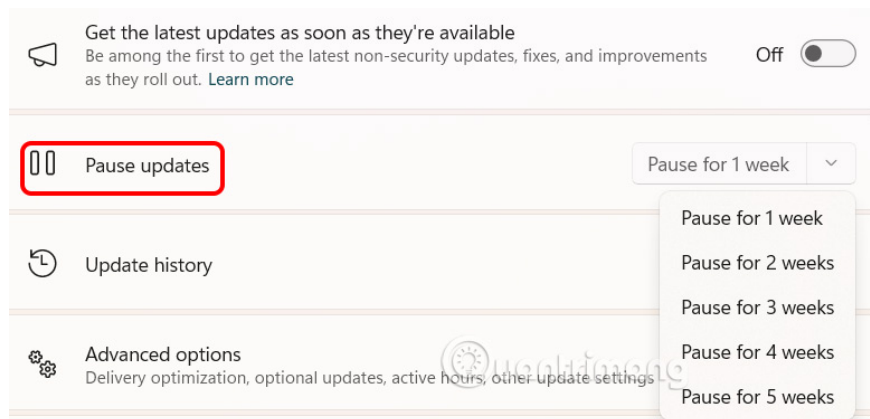 Get the latest updates as soon as they're available
Be among the first to get the latest non-security updates, fixes, and improvements
as they roll out. Learn more
Off
Pause updates
Pause for 1 week
Pause for 1 week
Pause for 2 weeks
Update history
Pause for 3 weeks
Pause for 4 weeks
Pause for 5 weeks
Advanced options
Delivery optimization, optional updates, active hours, other update settings
Quantrimang